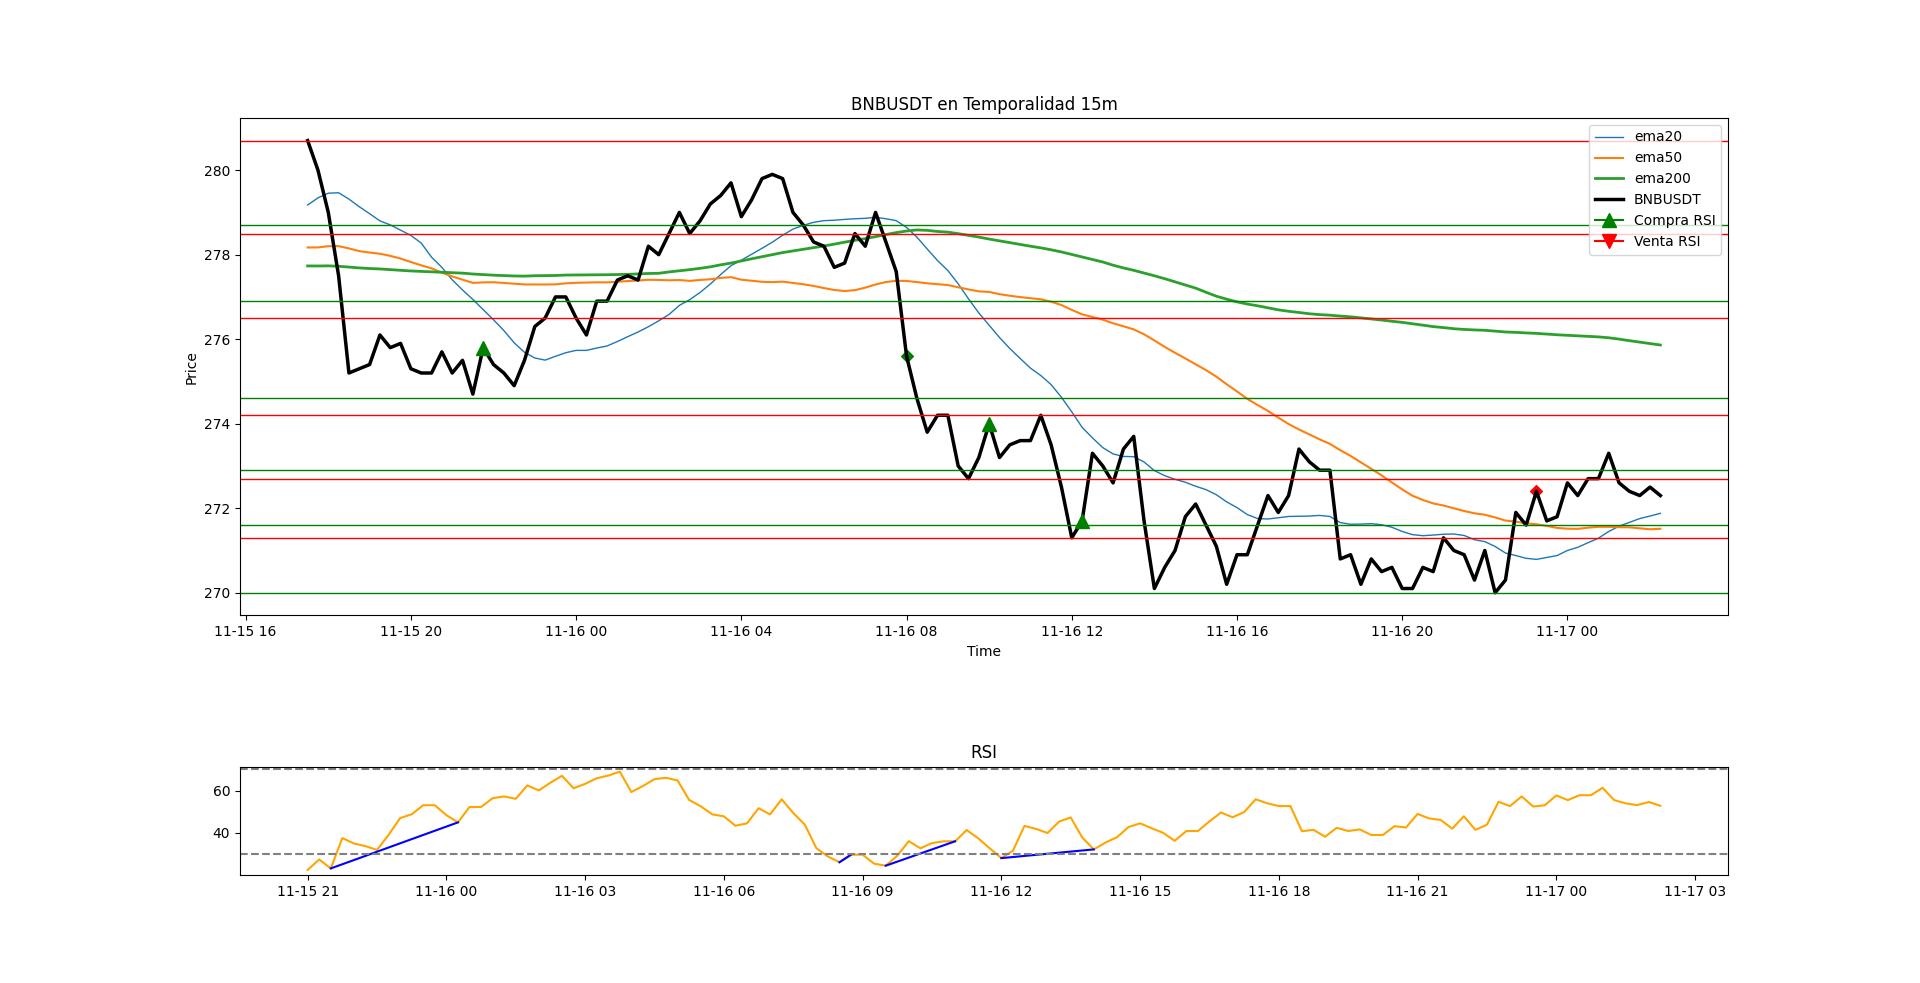 BNBUSDT en Temporalidad 15m
ema20
ema50
ema200
BNBUSDT
Compra RSI
Venta RSI
Price
280
278
276
274
272
270
11-15 16 11-15 20 11-16 00 11-16 04 11-16 08 11-16 12 11-16 16 11-16 20 11-17 00
Time
RSI
60
40
11-15 21 11-16 00 11-16 03 11-16 06 11-16 09 11-16 12 11-16 15 11-16 18 11-16 21 11-17 00 11-17 03